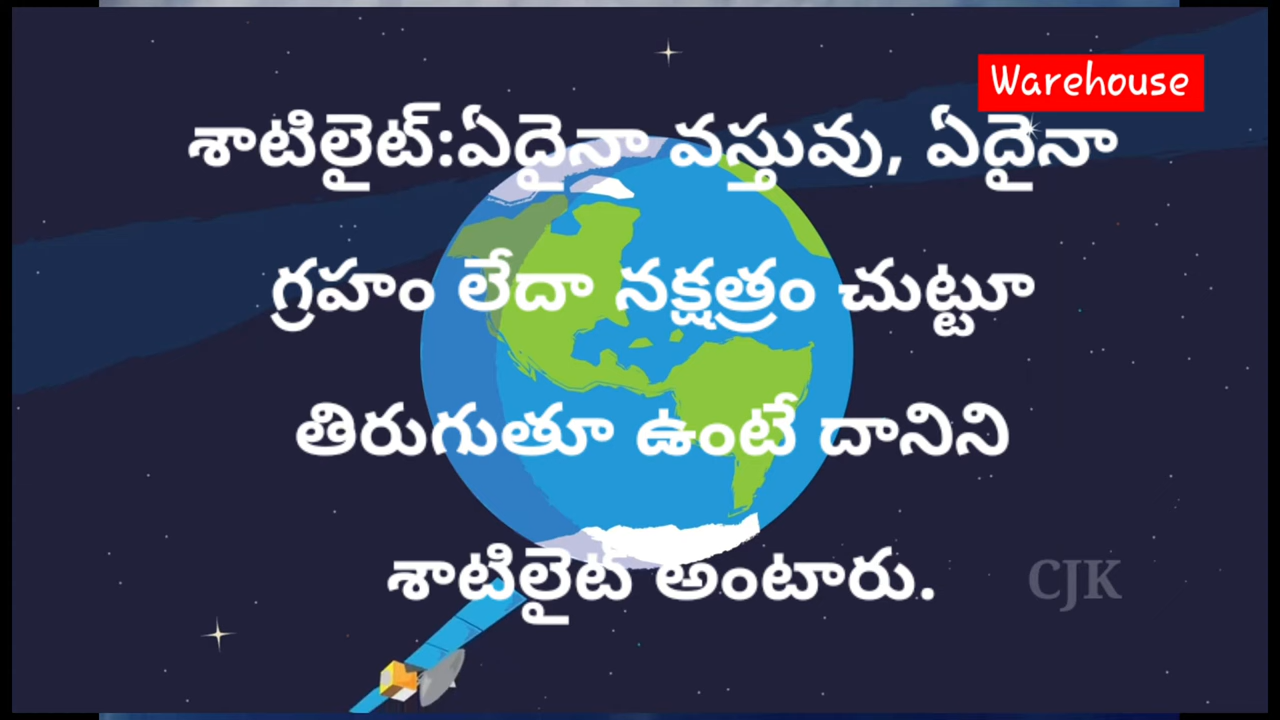 Warehouse
శాటిలైట్:ఏదైనా వస్తువు, ఏదైనా
గ్రహం లేదా నక్షత్రం చుట్టూ
తిరుగుతూ ఉంటే దానిని
శాటిలైట్ అంటారు.
CJK